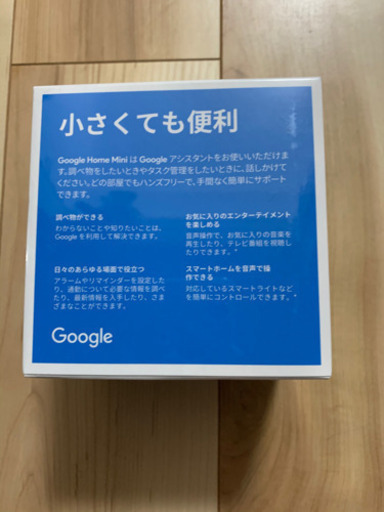 小さくても便利
Google Home Mini は Google アシスタントをお使いいただけま
す。調べ物をしたいときやタスク管理をしたいときに、話しかけて
ください。どの部屋でもハンズフリーで、手間なく簡単にサポート
できます。
調べ物ができる
わからないことや知りたいことは、
Google を利用して解決できます。
お気に入りのエンターテイメント
を楽しめる
音声操作で、お気に入りの音楽を
再生したり、テレビ番組を視聴し
たりできます。*
日々のあらゆる場面で役立つ
アラームやリマインダーを設定した
り、通勤について必要な情報を調べ
たり、最新情報を入手したり、さま
ざまなことができます。
スマートホームを音声で操
作できる
対応しているスマートライトなど
を簡単にコントロールできます。*
Google